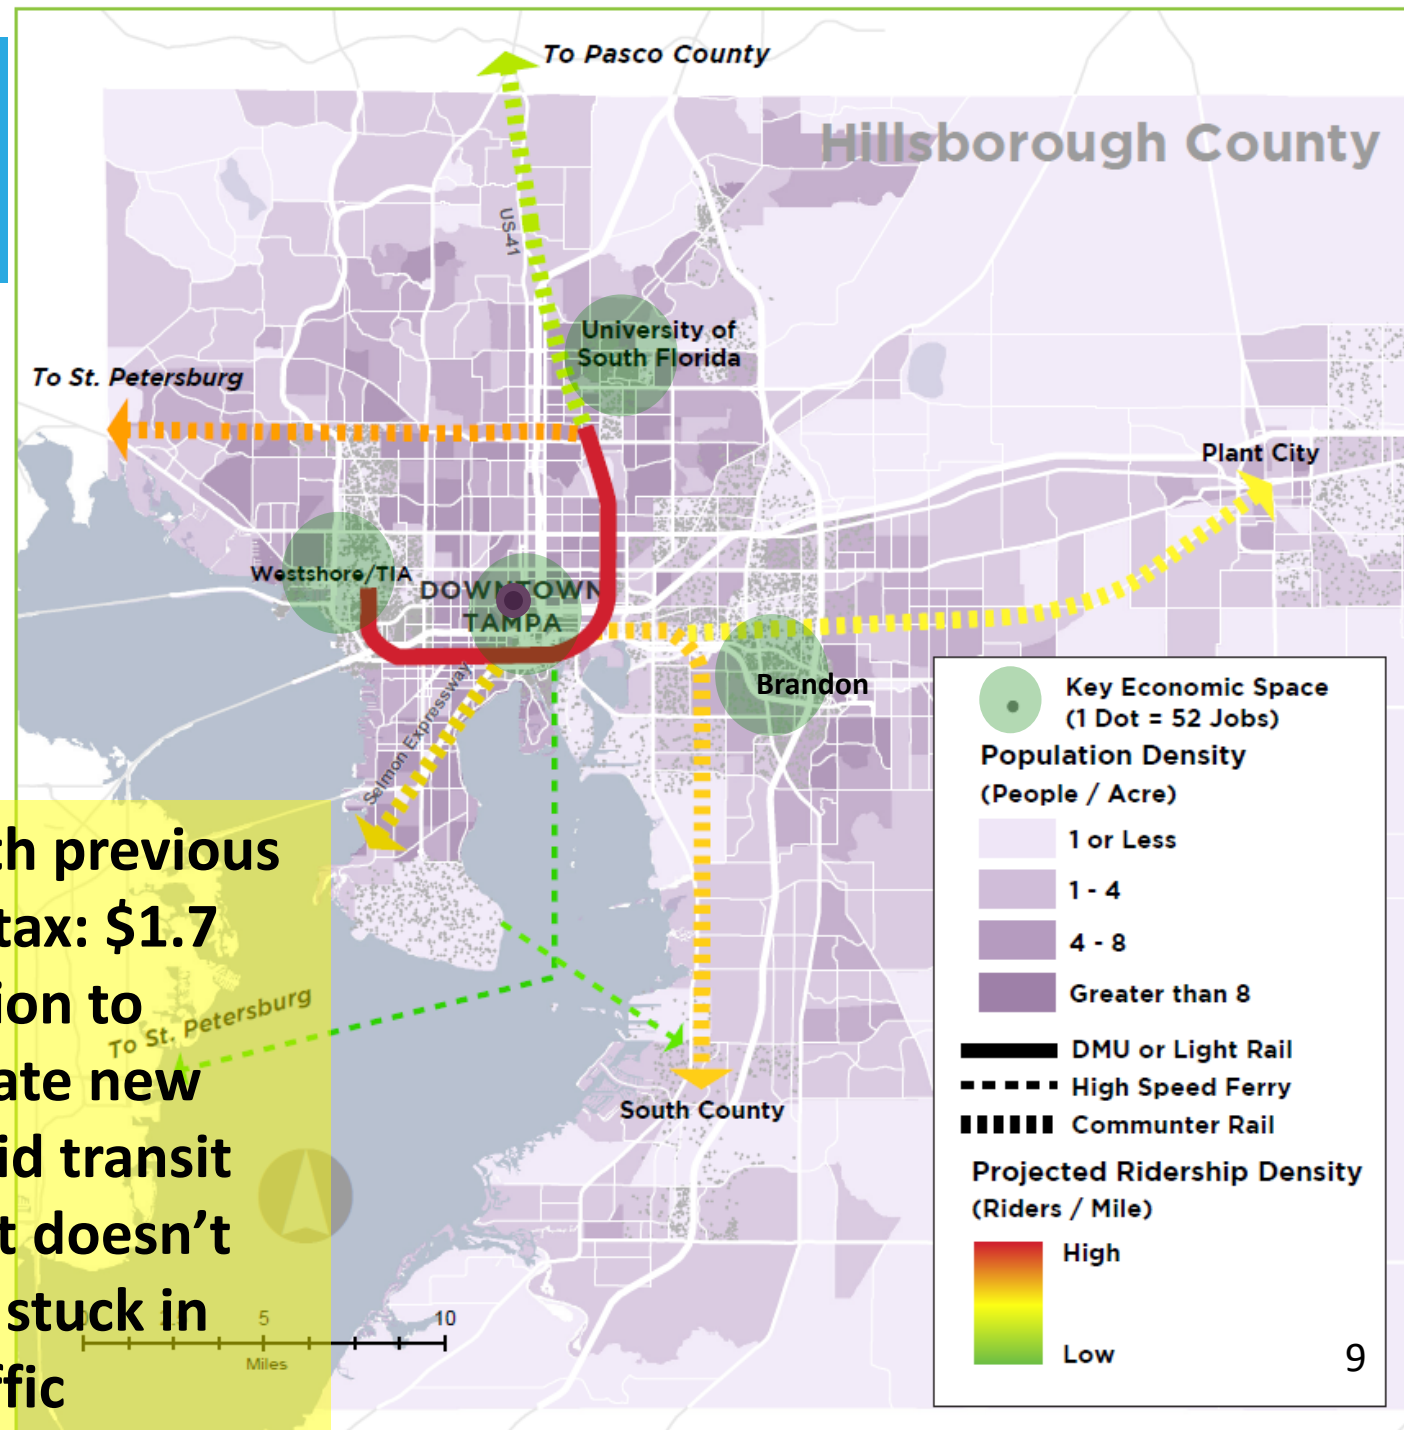 To Pasco County
Hillsborough County
US-41
University of
South Florida
To St. Petersburg
Plant City
Westshore/TIA
DOWNTOWN
TAMPA
Brandon
Selmon Expressway
th previous
tax: $1.7
ion to
ate new
id transit
t doesn’t
stuck in
ffic
To St. Petersburg
South County
5
10
Miles
Key Economic Space
(1 Dot = 52 Jobs)
Population Density
(People / Acre)
1 or Less
1 - 4
4 - 8
Greater than 8
DMU or Light Rail
High Speed Ferry
Communter Rail
Projected Ridership Density
(Riders / Mile)
High
Low
9